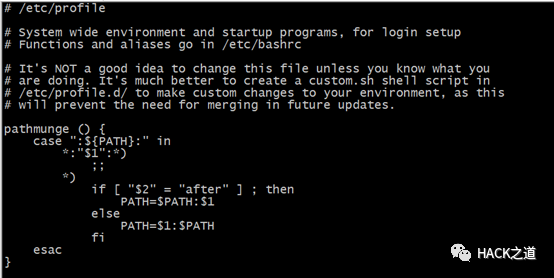 # /etc/profile

# System wide environment and startup programs, for login setup
# Functions and aliases go in /etc/bashrc

# It's NOT a good idea to change this file unless you know what you
# are doing. It's much better to create a custom.sh shell script in
# /etc/profile.d/ to make custom changes to your environment, as this
# will prevent the need for merging in future updates.

pathmunge () {
    case ":${PATH}:" in
        *:"$1":*)
            ;;
        *)
            if [ "$2" = "after" ] ; then
                PATH=$PATH:$1
            else
                PATH=$1:$PATH
            fi
    esac
}
HACK之道